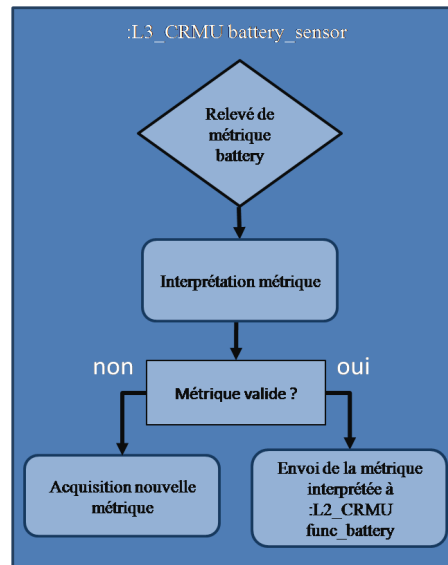 :L3_CRMU battery_sensor
Relevé de
métrique
battery
Interprétation métrique
non
oui
Métrique valide ?
Acquisition nouvelle
métrique
Envoi de la métrique
interprétée à
:L2_CRMU
func_battery